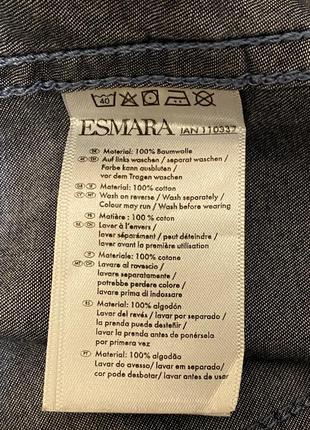 40
ESMARA IAN 110337
Material: 100% Baumwolle
Auf links waschen / separat waschen /
Farbe kann ausbluten /
vor dem Tragen waschen
Material: 100% cotton
Wash on reverse / Wash separately /
Colour may run / Wash before wearing
Matière : 100 % coton
Laver à l'envers /
laver séparément / peut déteindre /
laver avant la première utilisation
Materiale: 100% cotone
Lavare al rovescio /
lavare separatamente /
potrebbe perdere colore /
lavare prima di indossare
ES Material: 100% algodón
Lavar del revés / lavar por separado /
la prenda puede desteñir /
lavar la prenda antes de ponérsela
por primera vez
PT Material: 100% algodão
Lavar do avesso / lavar em separado /
cor pode desbotar / lavar antes de usar